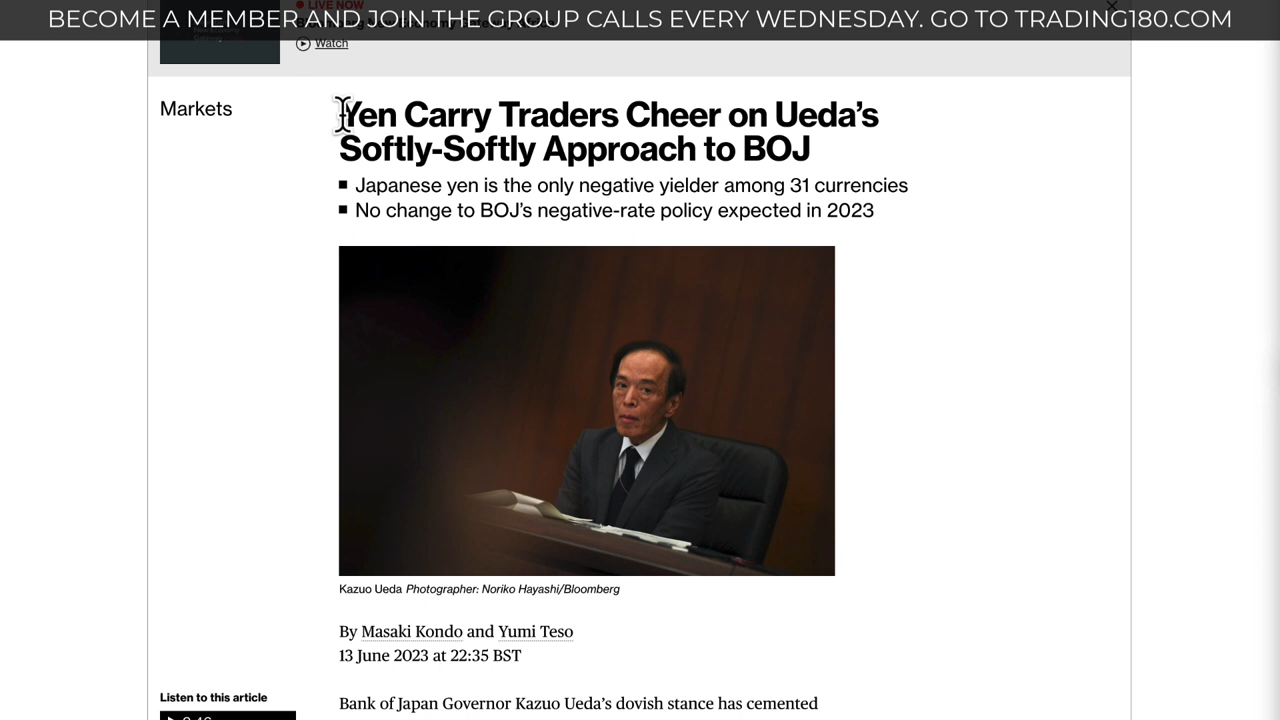 BECOME A MEMBER AND JOIN THE GROUP CALLS EVERY WEDNESDAY. GO TO TRADING180.COM
LIVE NOW
Watch
Markets
Yen Carry Traders Cheer on Ueda’s
Softly-Softly Approach to BOJ
Japanese yen is the only negative yielder among 31 currencies
No change to BOJ’s negative-rate policy expected in 2023
Kazuo Ueda Photographer: Noriko Hayashi/Bloomberg
By Masaki Kondo and Yumi Teso
13 June 2023 at 22:35 BST
Listen to this article
Bank of Japan Governor Kazuo Ueda’s dovish stance has cemented